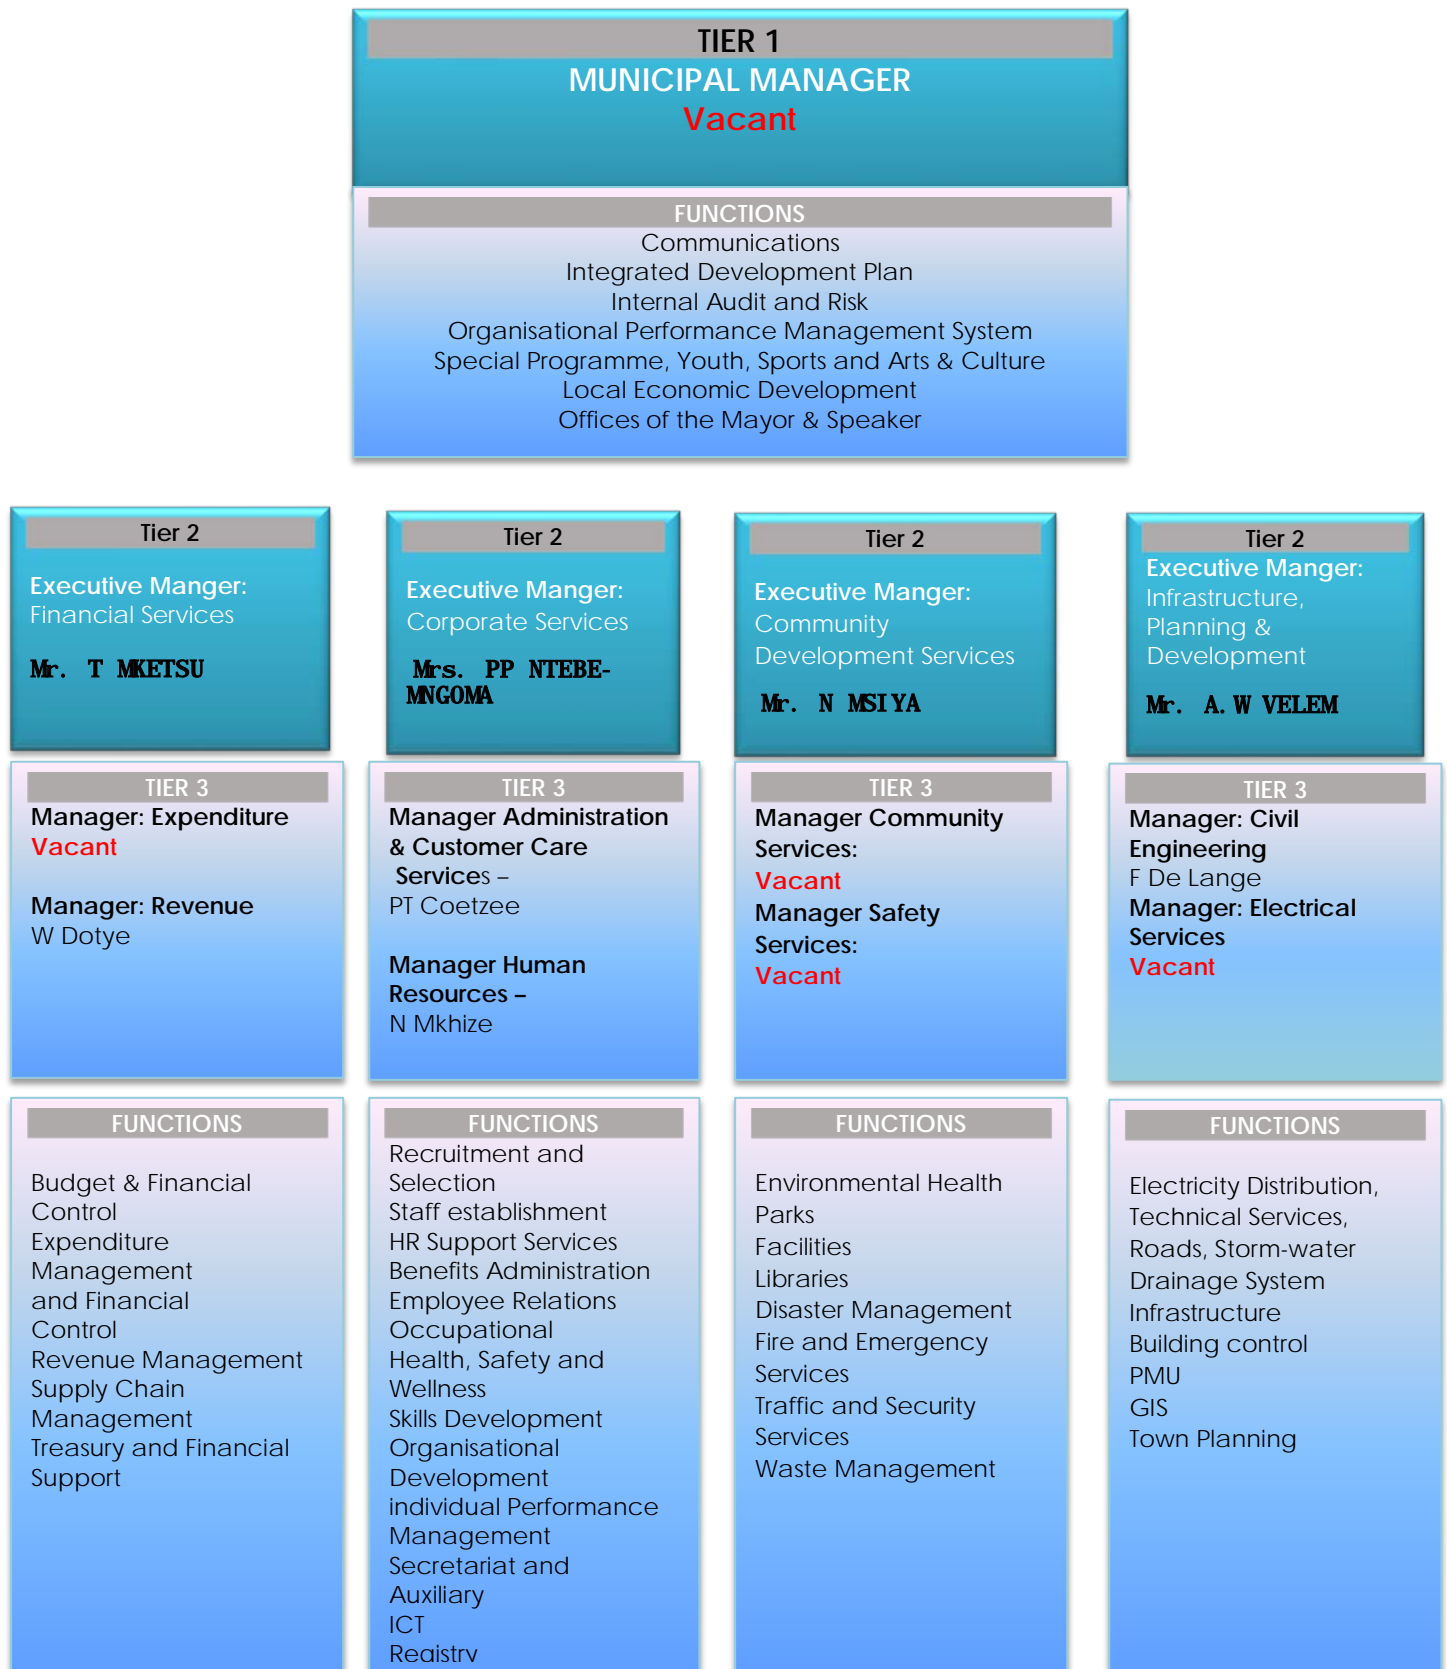 TIER 1
MUNICIPAL MANAGER
Vacant
FUNCTIONS
Communications
Integrated Development Plan
Internal Audit and Risk
Organisational Performance Management System
Special Programme, Youth, Sports and Arts & Culture
Local Economic Development
Offices of the Mayor & Speaker
Tier 2
Executive Manger:
Financial Services
Mr. T MKETSU
Tier 2
Executive Manger:
Corporate Services
Mrs. PP NTEBE-
MNGOMA
Tier 2
Executive Manger:
Community
Development Services
Mr. N MSIYA
Tier 2
Executive Manger:
Infrastructure,
Planning &
Development
Mr. A.W VELEM
TIER 3
Manager: Expenditure
Vacant
Manager: Revenue
W Dotye
TIER 3
Manager Administration
& Customer Care
Services –
PT Coetzee
Manager Human
Resources –
N Mkhize
TIER 3
Manager Community
Services:
Vacant
Manager Safety
Services:
Vacant
TIER 3
Manager: Civil
Engineering
F De Lange
Manager: Electrical
Services
Vacant
FUNCTIONS
Budget & Financial
Control
Expenditure
Management
and Financial
Control
Revenue Management
Supply Chain
Management
Treasury and Financial
Support
FUNCTIONS
Recruitment and
Selection
Staff establishment
HR Support Services
Benefits Administration
Employee Relations
Occupational
Health, Safety and
Wellness
Skills Development
Organisational
Development
individual Performance
Management
Secretariat and
Auxiliary
ICT
Registry
FUNCTIONS
Environmental Health
Parks
Facilities
Libraries
Disaster Management
Fire and Emergency
Services
Traffic and Security
Services
Waste Management
FUNCTIONS
Electricity Distribution,
Technical Services,
Roads, Storm-water
Drainage System
Infrastructure
Building control
PMU
GIS
Town Planning